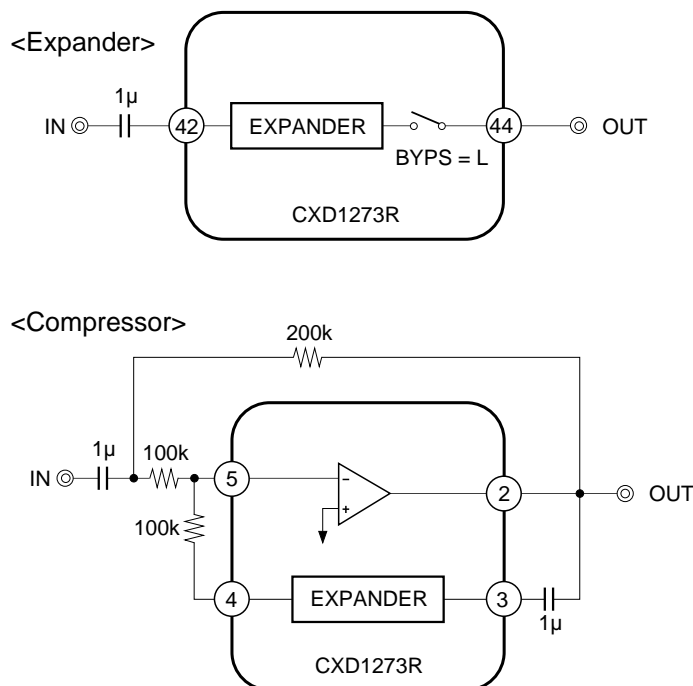 <Expander>
1μ
IN
42
EXPANDER
44
OUT
BYPS = L
CXD1273R
<Compressor>
200k
1μ
100k
IN
5
−
+
2
OUT
100k
4
EXPANDER
3
1μ
CXD1273R